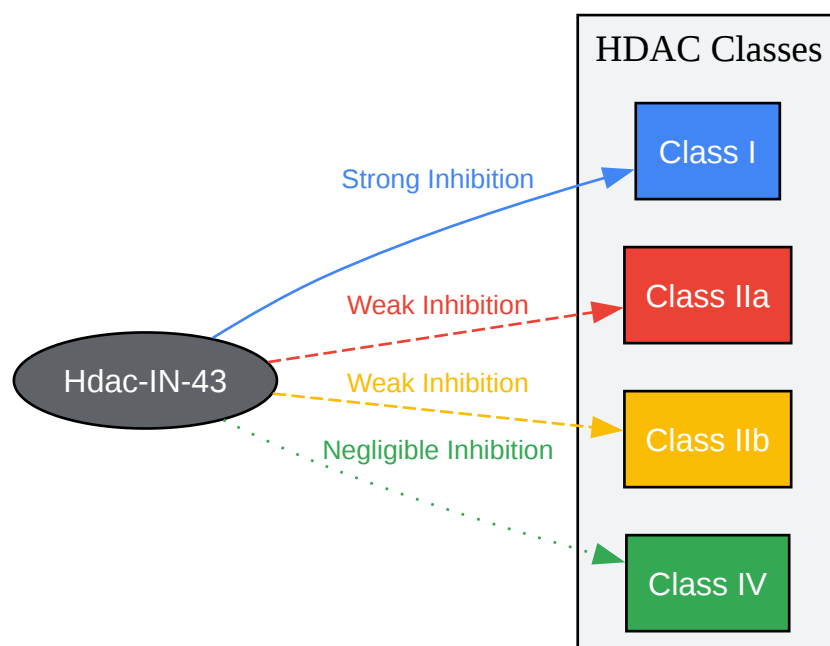 HDAC Classes
Class I
Strong Inhibition
Class IIa
Weak Inhibition
Hdac-IN-43
Weak Inhibition
Class IIb
Negligible Inhibition
Class IV